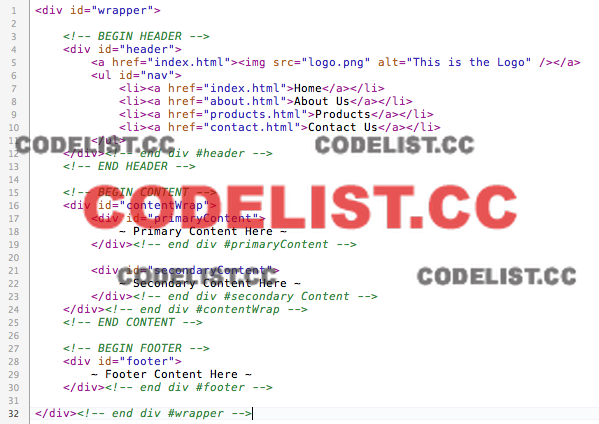 1 <div id="wrapper">
2
3 <!-- BEGIN HEADER -->
4 <div id="header">
5 <a href="index.html"><img src="logo.png" alt="This is the Logo" /></a>
6 <ul id="nav">
7 <li><a href="index.html">Home</a></li>
8 <li><a href="about.html">About Us</a></li>
9 <li><a href="products.html">Products</a></li>
10 <li><a href="contact.html">Contact Us</a></li>
11 </ul>
CODELIST.CC CODELIST.CC
12 </div><!-- end div #header -->
13 <!-- END HEADER -->
14
15 <!-- BEGIN CONTENT -->
16 <div id="contentWrap">
CODELIST.CC
17 <div id="primaryContent">
18 ~ Primary Content Here ~
19 </div><!-- end div #primaryContent -->
20
21 <div id="secondaryContent">
CODELIST.CC CODELIST.CC
22 ~ Secondary Content Here ~
23 </div><!-- end div #secondary Content -->
24 </div><!-- end div #contentWrap -->
25 <!-- END CONTENT -->
26
27 <!-- BEGIN FOOTER -->
28 <div id="footer">
29 ~ Footer Content Here ~
30 </div><!-- end div #footer -->
31
32 </div><!-- end div #wrapper -->